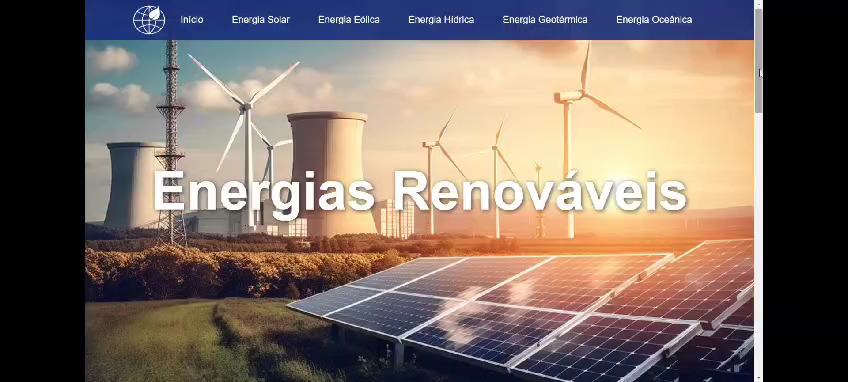 Início Energia Solar Energia Eólica Energia Hídrica Energia Geotérmica Energia Oceânica
Energias Renováveis